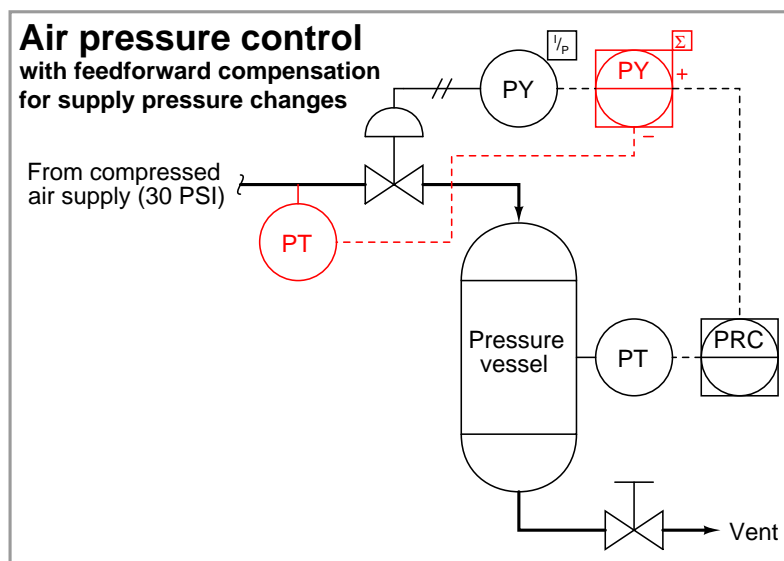 Air pressure control
with feedforward compensation
for supply pressure changes
I/P
Σ
PY
PY
+
−
From compressed
air supply (30 PSI)
PT
Pressure
vessel
PT
PRC
Vent